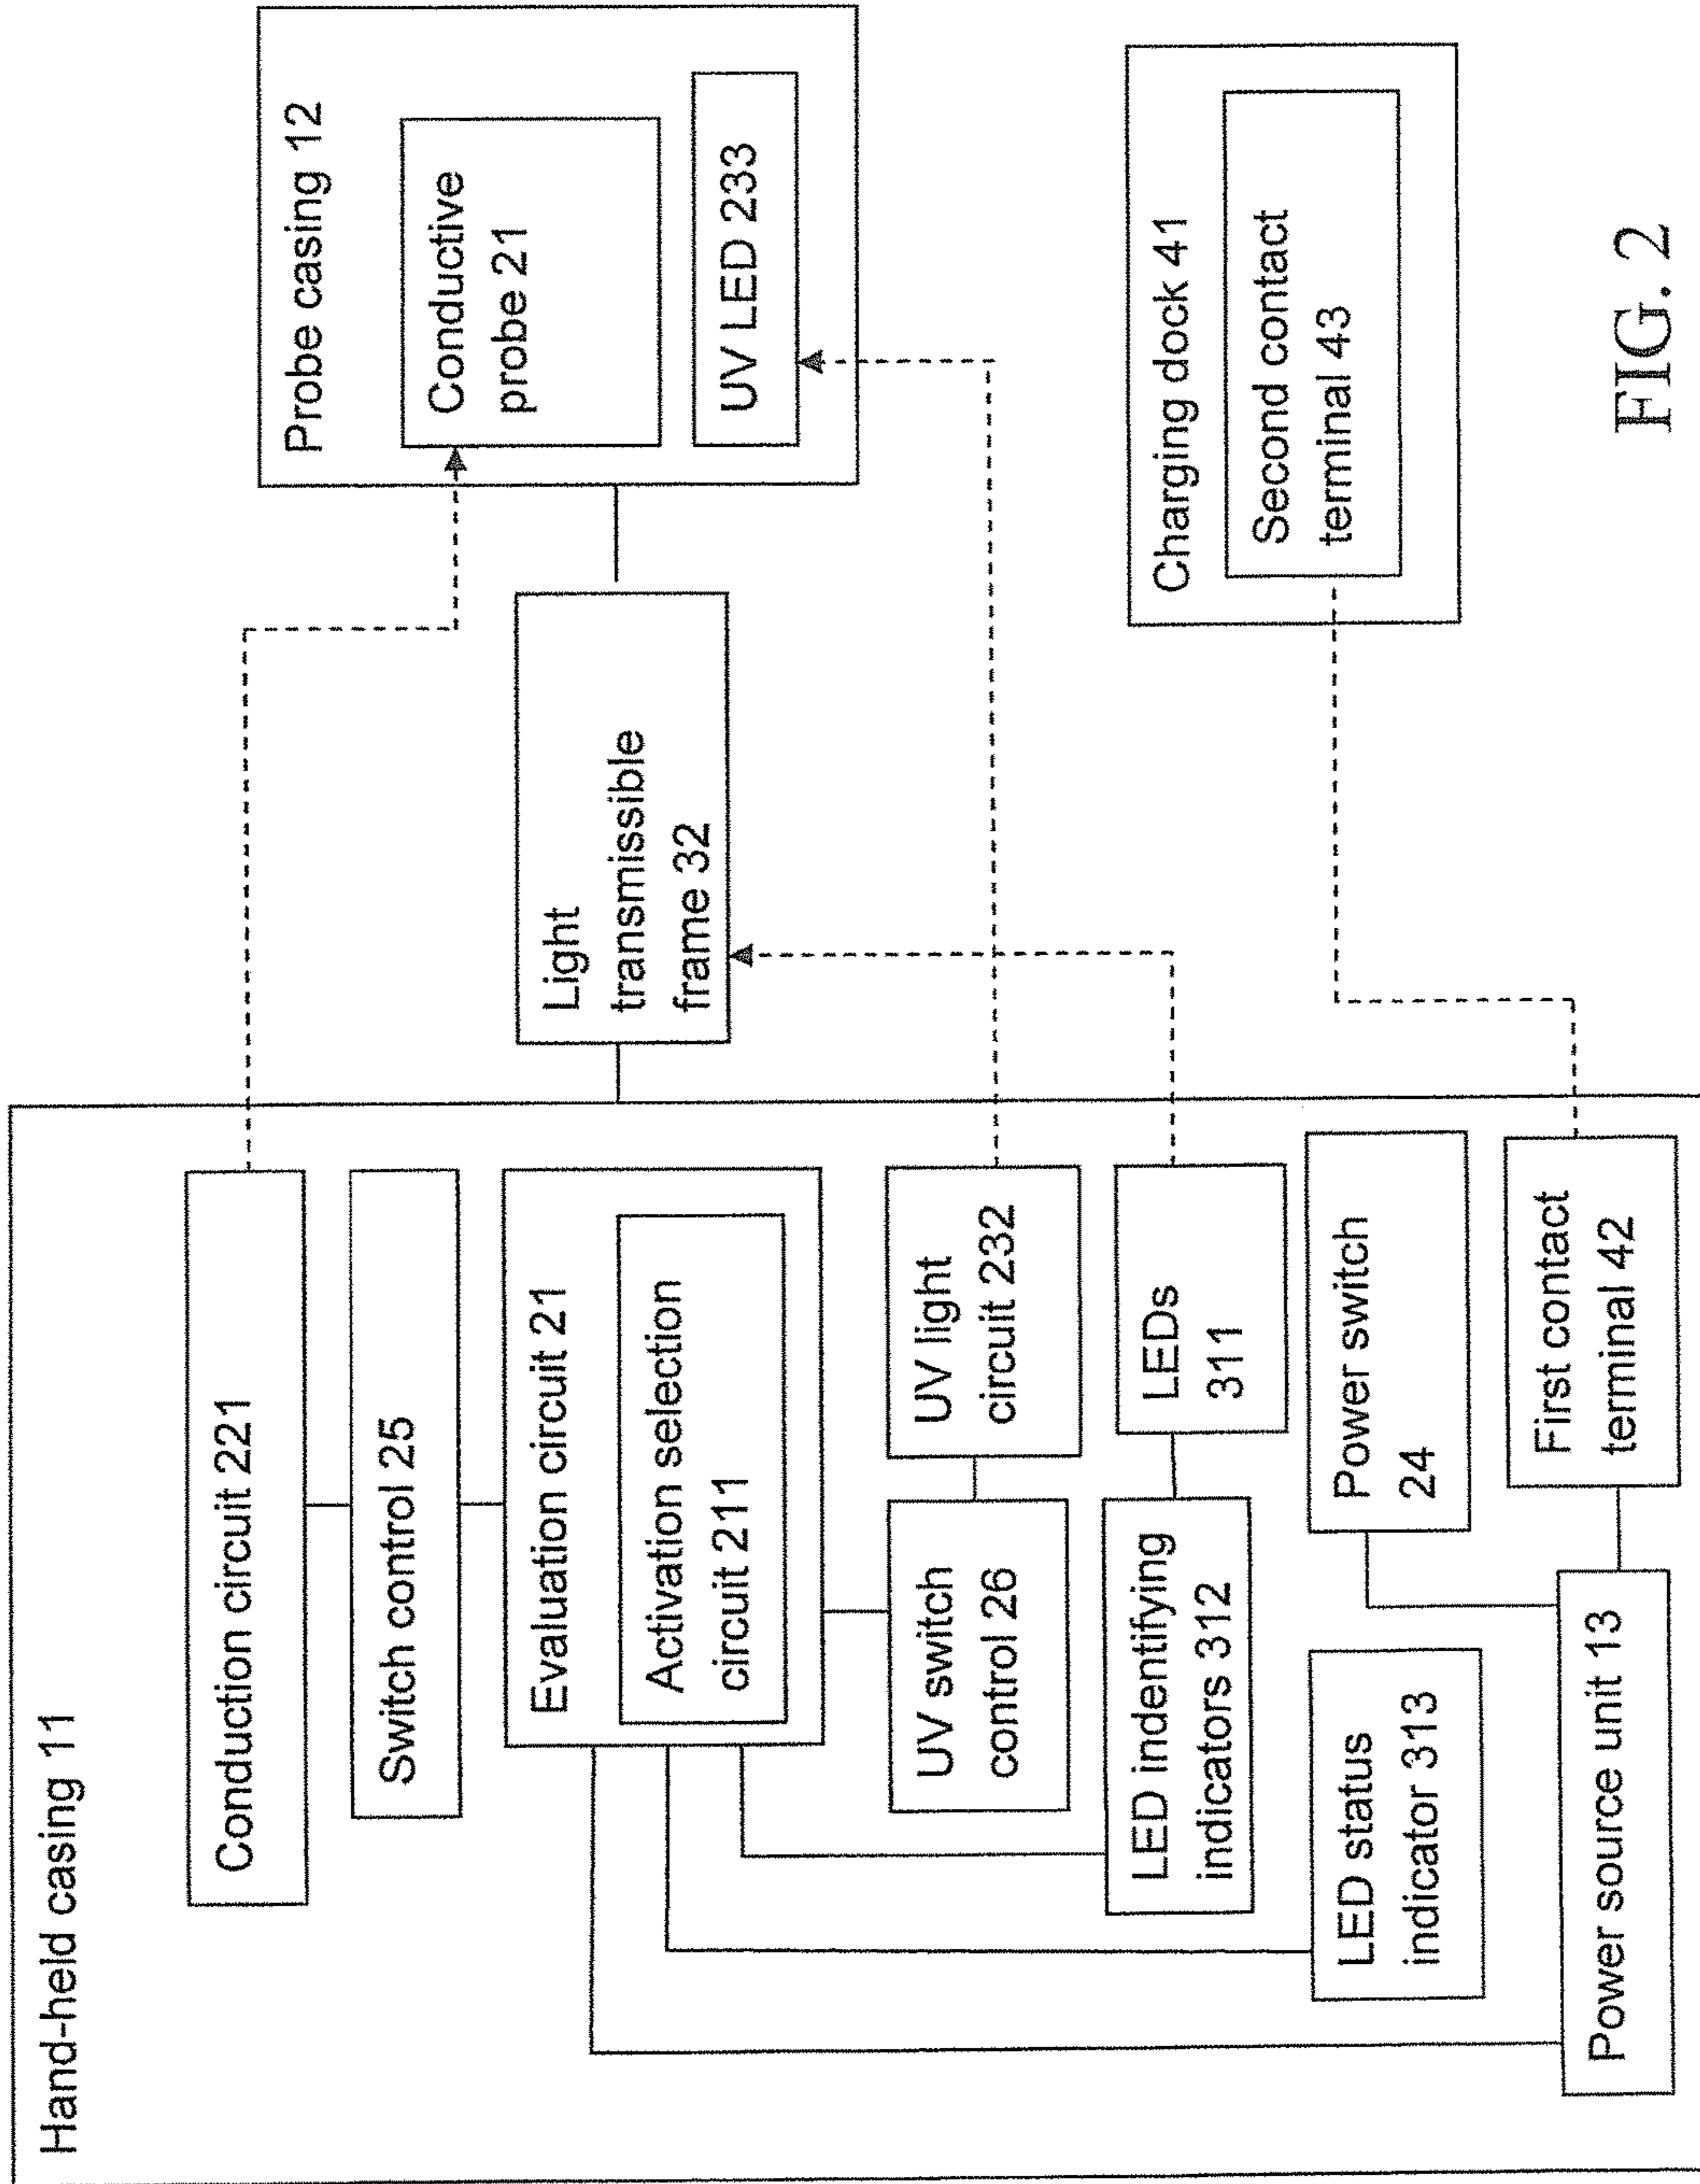 Hand-held casing 11
Conduction circuit 221
Switch control 25
Evaluation circuit 21
Activation selection
circuit 211
UV switch
control 26
UV light
circuit 232
LED indentifying
indicators 312
LEDs
311
LED status
indicator 313
Power switch
24
Power source unit 13
First contact
terminal 42
Light
transmissible
frame 32
Probe casing 12
Conductive
probe 21
UV LED 233
Charging dock 41
Second contact
terminal 43
FIG. 2